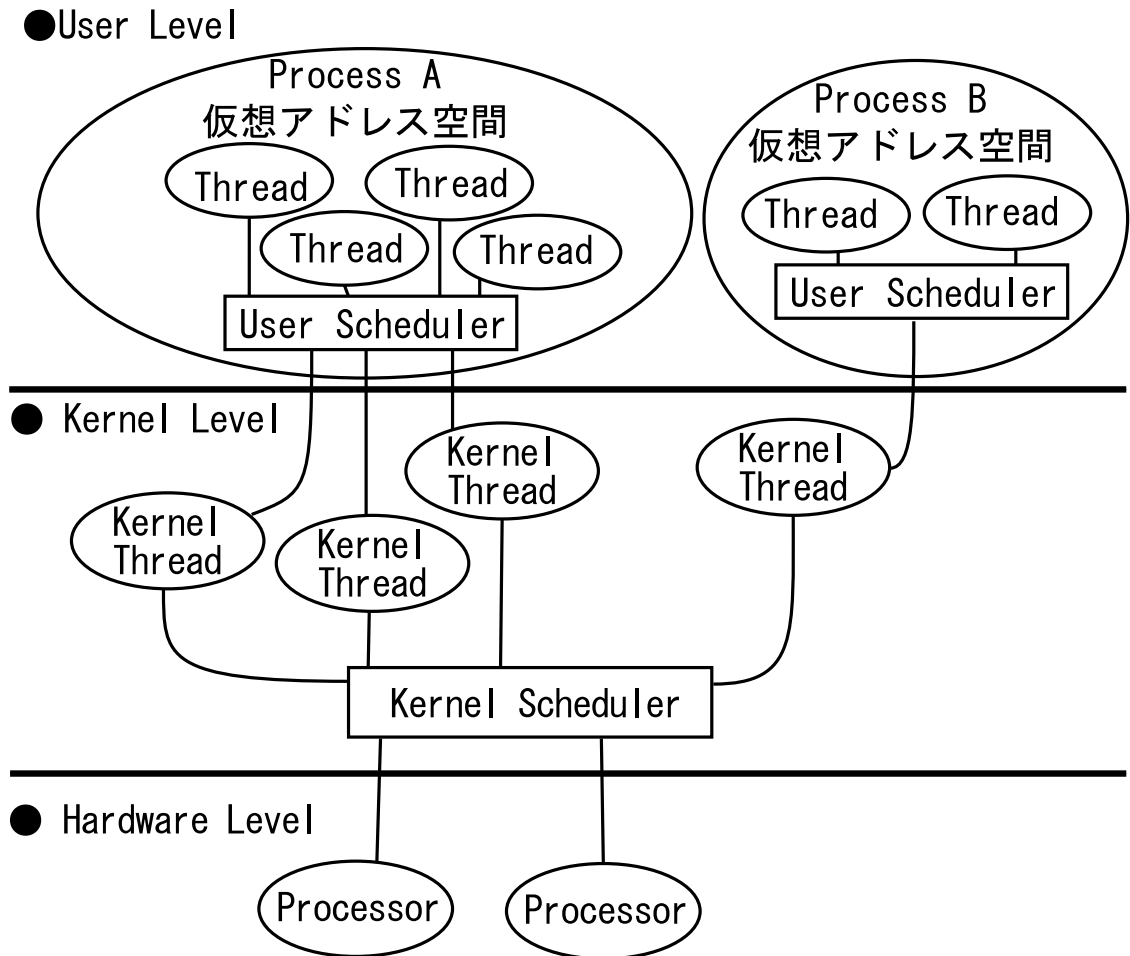 ●User Level
Process A
仮想アドレス空間
Thread
Thread
Thread
Thread
User Scheduler
Process B
仮想アドレス空間
Thread
Thread
User Scheduler
● Kernel Level
Kernel
Thread
Kernel
Thread
Kernel
Thread
Kernel
Thread
Kernel Scheduler
● Hardware Level
Processor
Processor